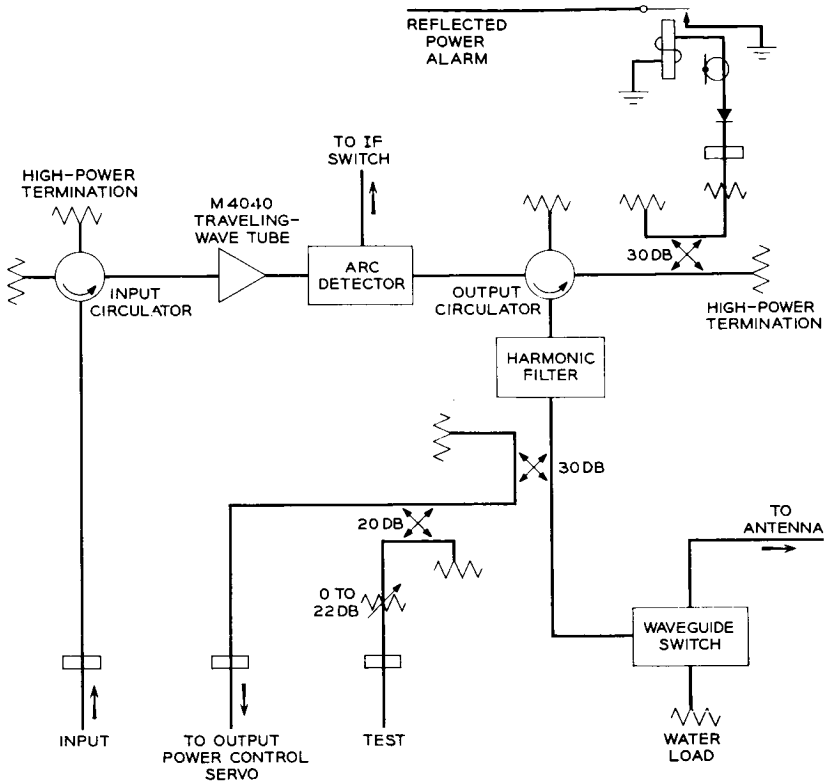 REFLECTED
POWER
ALARM
TO IF
SWITCH
HIGH-POWER
TERMINATION
M4040
TRAVELING-
WAVE TUBE
30 DB
ARC
DETECTOR
INPUT
CIRCULATOR
OUTPUT
CIRCULATOR
HIGH-POWER
TERMINATION
HARMONIC
FILTER
30 DB
20 DB
TO
ANTENNA
0 TO
22 DB
WAVEGUIDE
SWITCH
INPUT
TO OUTPUT
POWER CONTROL
SERVO
TEST
WATER
LOAD